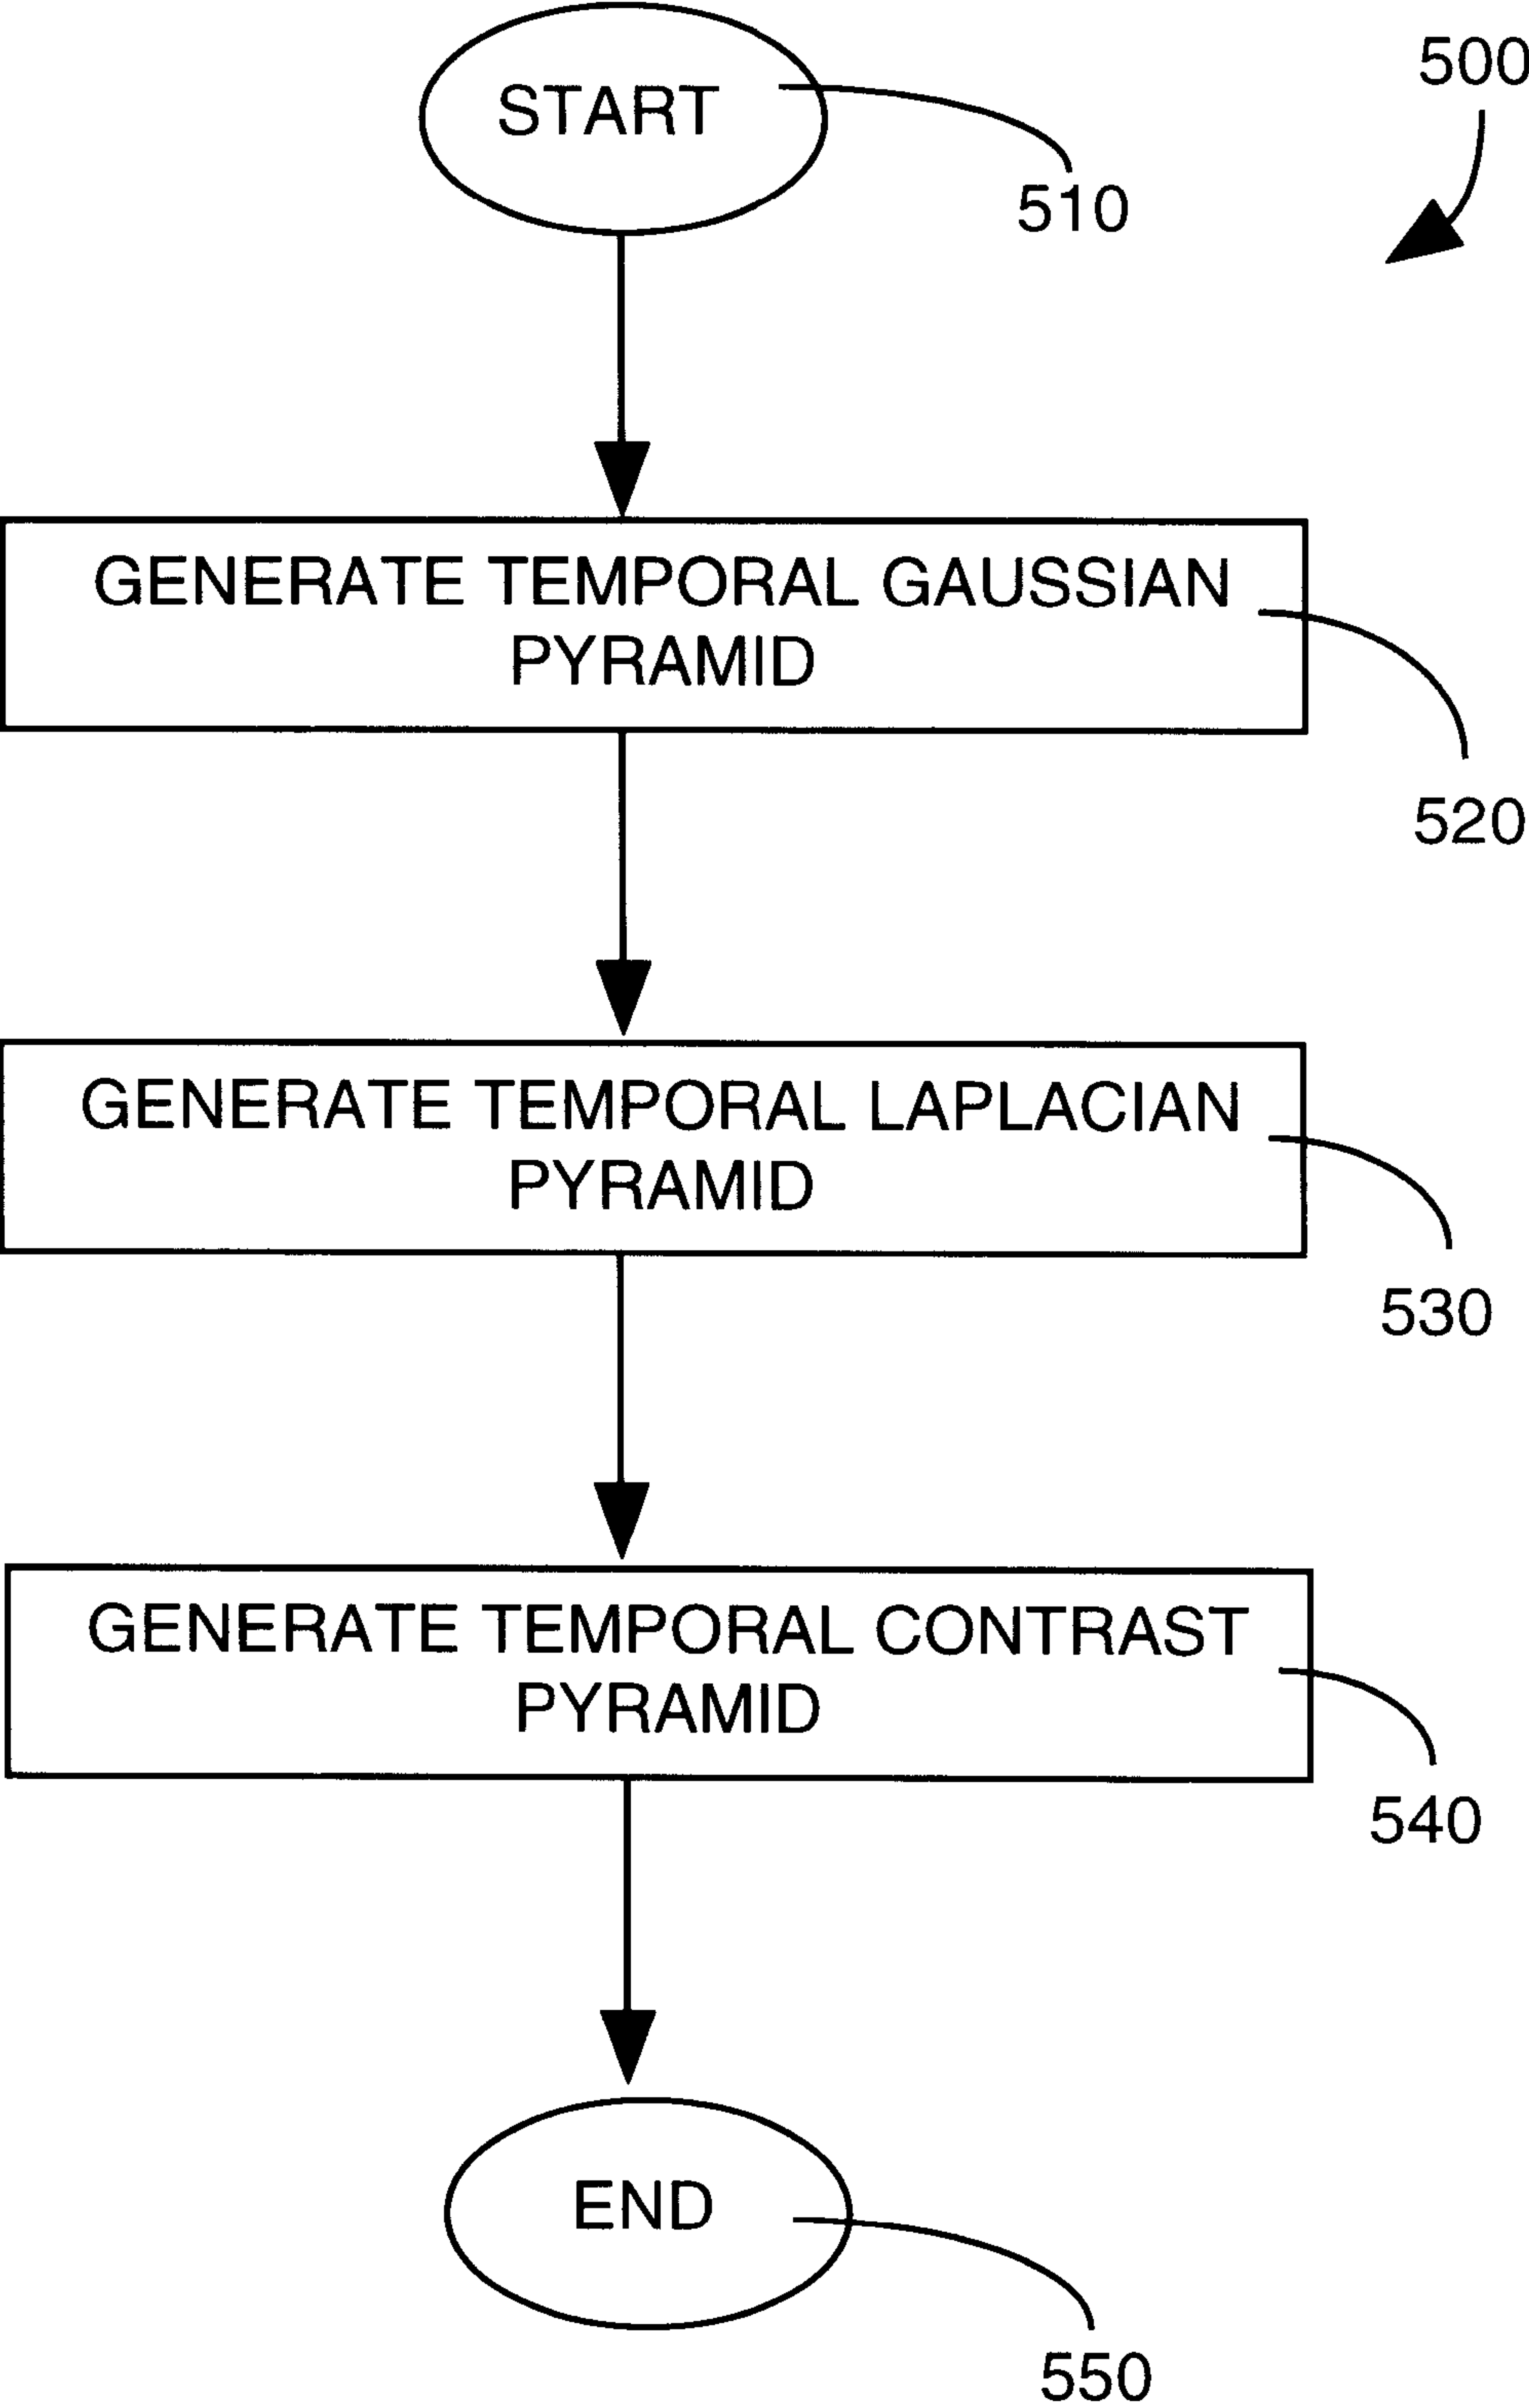 START
500
510
GENERATE TEMPORAL GAUSSIAN
PYRAMID
520
GENERATE TEMPORAL LAPLACIAN
PYRAMID
530
GENERATE TEMPORAL CONTRAST
PYRAMID
540
END
550